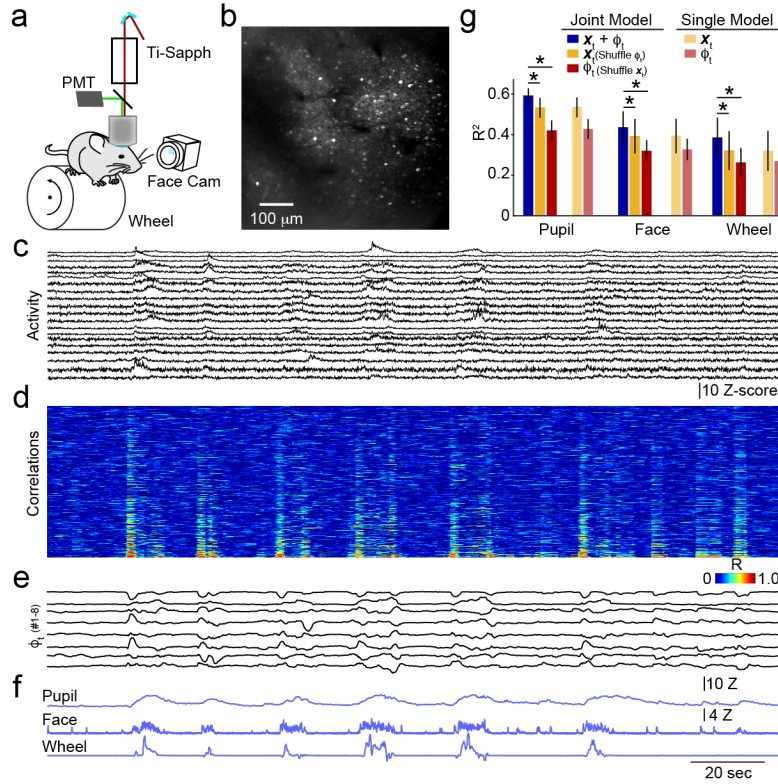 a
Ti-Sapph
PMT
Face Cam
Wheel
b
100 μm
g
Joint Model
Single Model
x_t + ϕ_t
x_t (Shuffle ϕ_t)
ϕ_t (Shuffle x_t)
x_t
ϕ_t
* * * * * *
R²
0.6
0.4
0.2
0
Pupil Face Wheel
c
Activity
10 Z-score
d
Correlations
R
0 1.0
e
ϕ_t (#1-8)
10 Z
f
Pupil
4 Z
Face
Wheel
20 sec